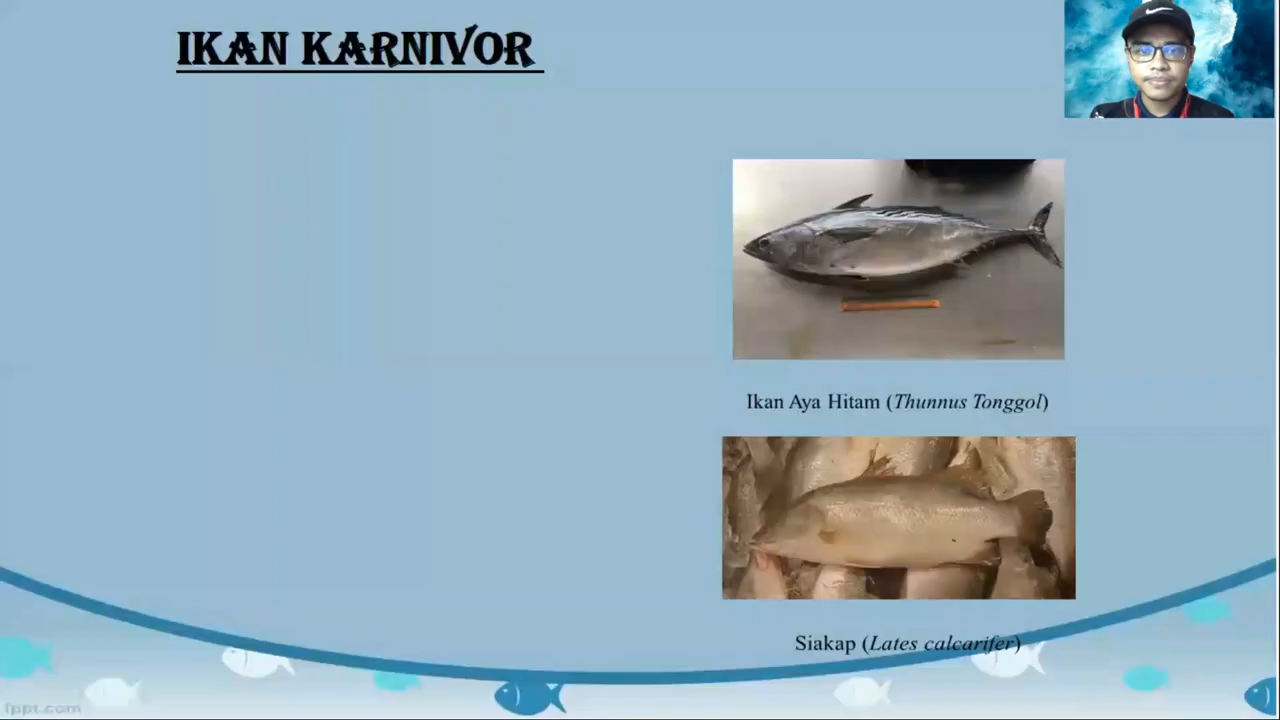 IKAN KARNIVOR
Ikan Aya Hitam (Thunnus Tonggol)
Siakap (Lates calcarifer)
fppt.com